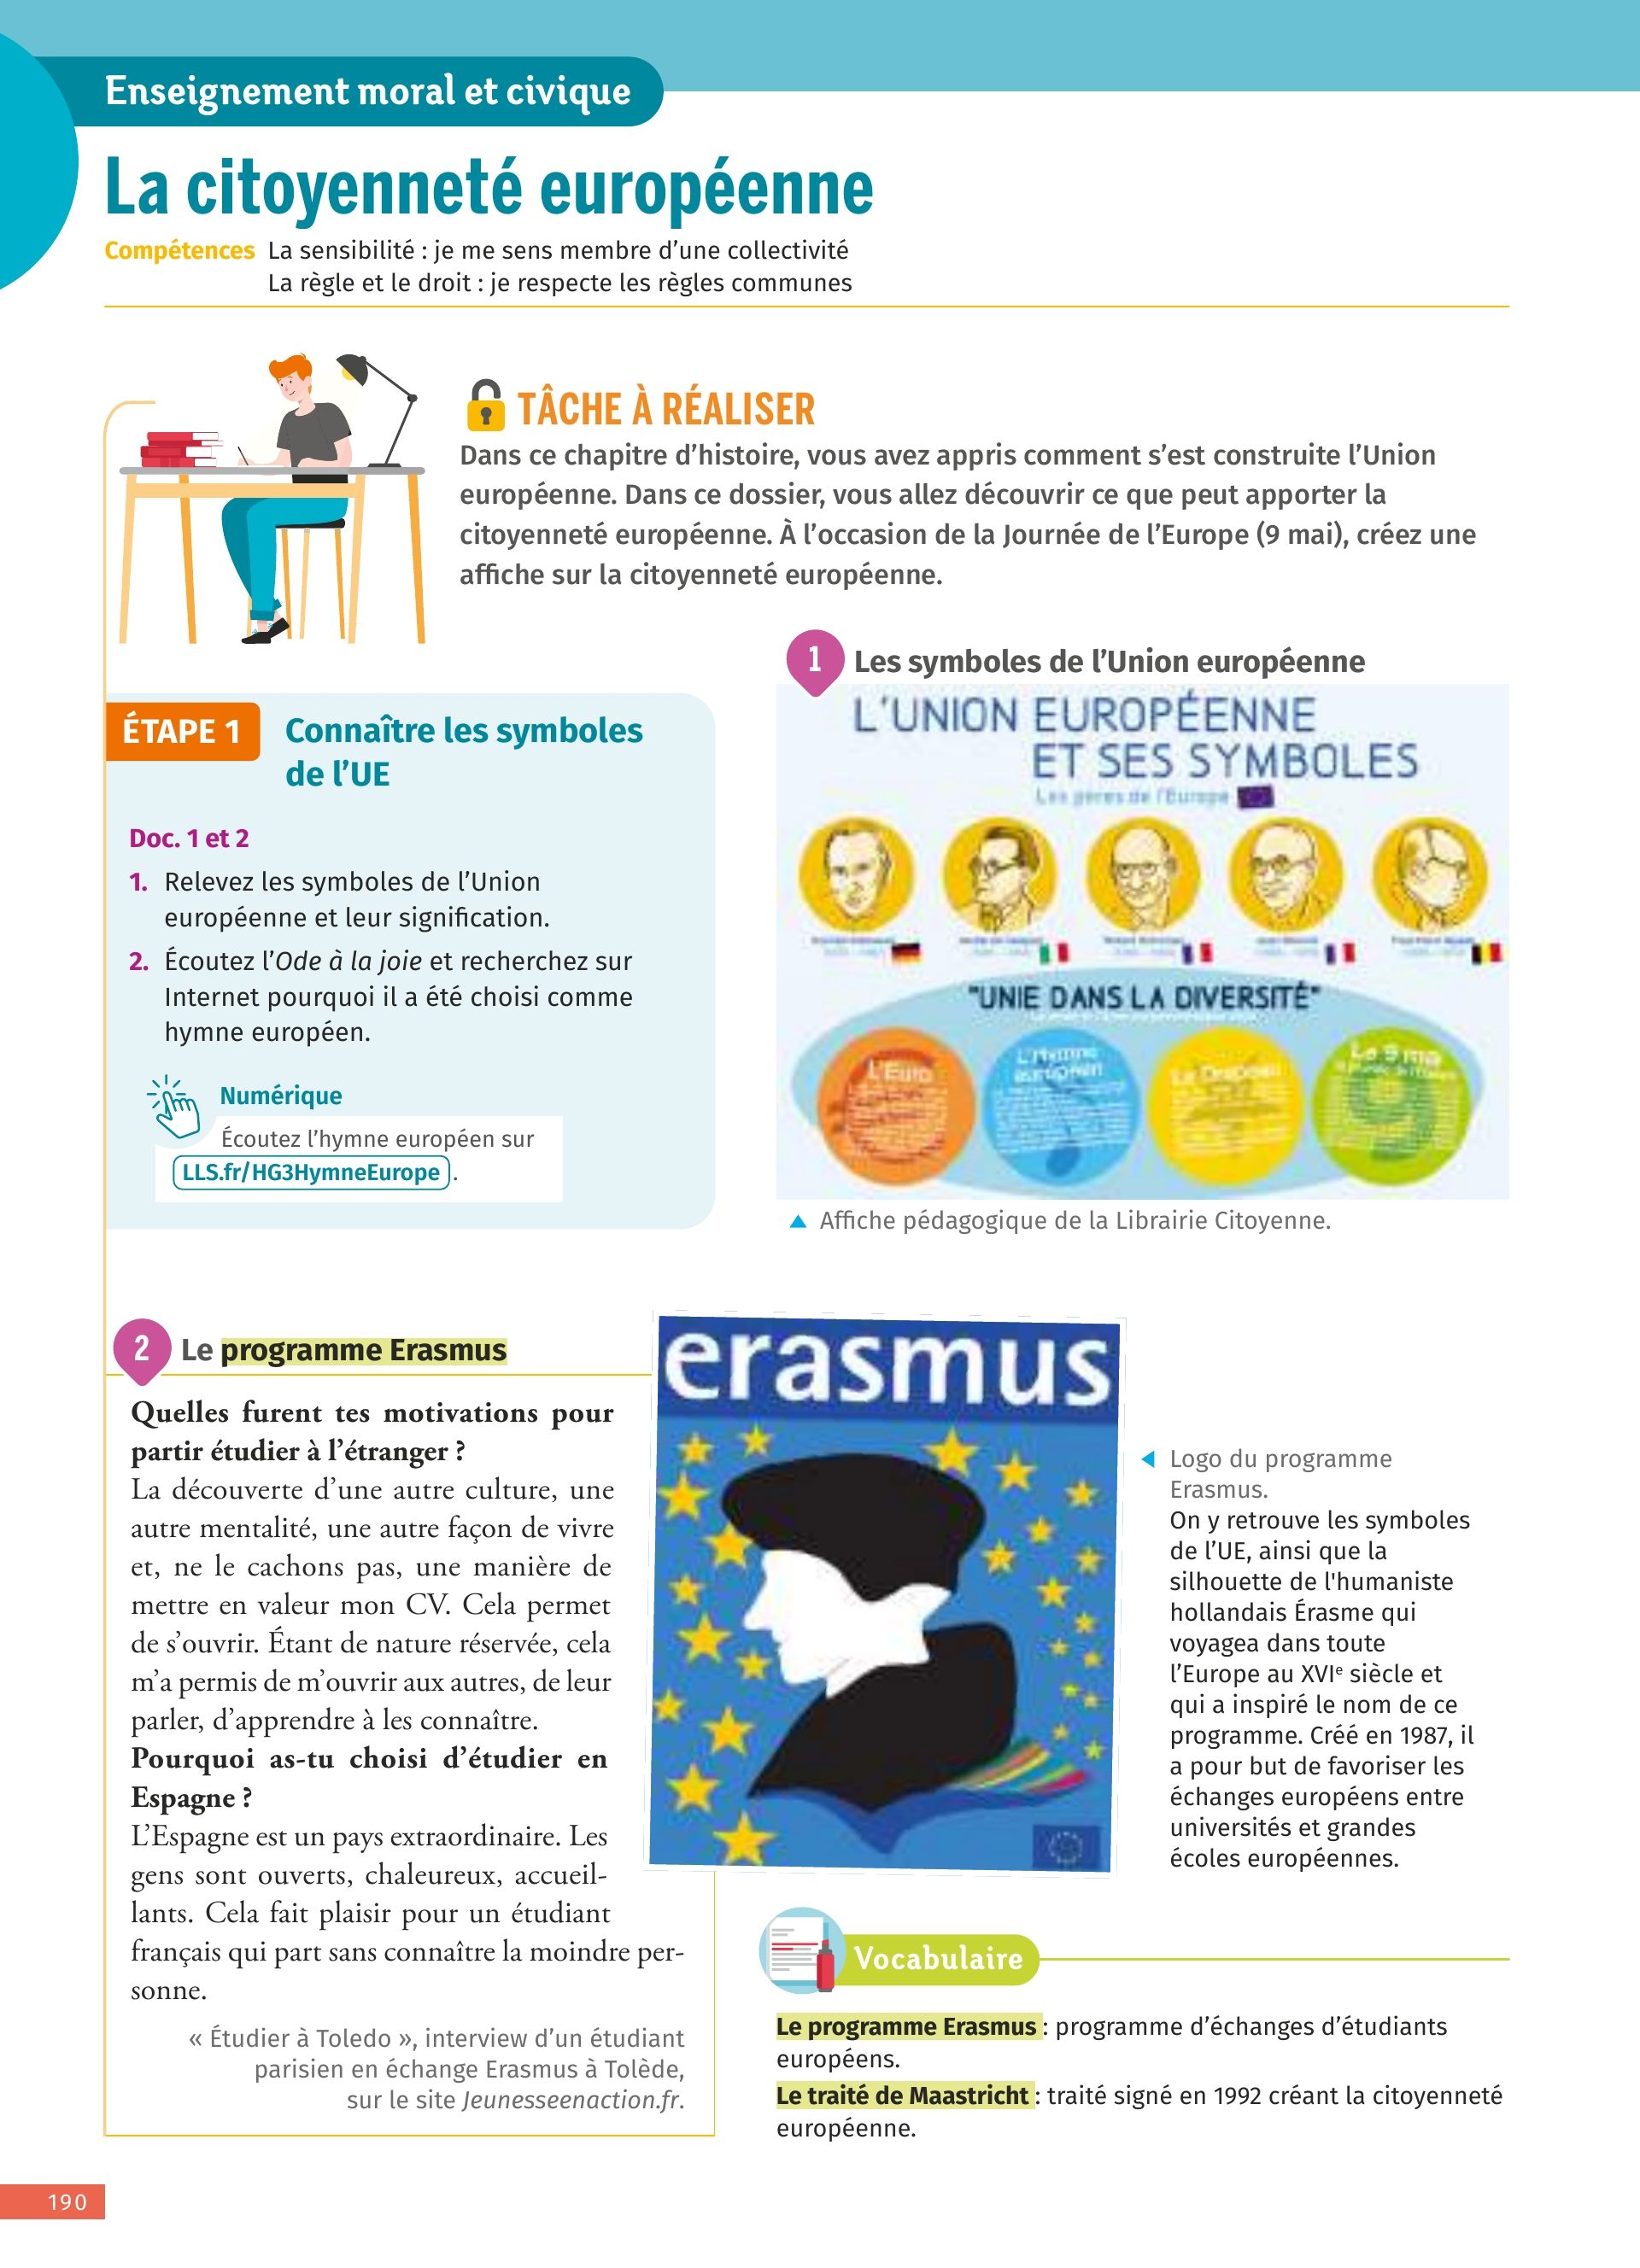 Enseignement moral et civique
La citoyenneté européenne
Compétences La sensibilité : je me sens membre d’une collectivité
La règle et le droit : je respecte les règles communes
TÂCHE À RÉALISER
Dans ce chapitre d’histoire, vous avez appris comment s’est construite l’Union
européenne. Dans ce dossier, vous allez découvrir ce que peut apporter la
citoyenneté européenne. À l’occasion de la Journée de l’Europe (9 mai), créez une
affiche sur la citoyenneté européenne.
ÉTAPE 1 Connaître les symboles
de l’UE
Doc. 1 et 2
1. Relevez les symboles de l’Union
européenne et leur signification.
2. Écoutez l’Ode à la joie et recherchez sur
Internet pourquoi il a été choisi comme
hymne européen.
Numérique
Écoutez l’hymne européen sur
LLS.fr/HG3HymneEurope .
1 Les symboles de l’Union européenne
L'UNION EUROPÉENNE
ET SES SYMBOLES
Les pères de l'Europe
"UNIE DANS LA DIVERSITÉ"
L'Euro
L'Hymne
européen
Le Drapeau
Le 9 mai
9
Affiche pédagogique de la Librairie Citoyenne.
2 Le programme Erasmus
Quelles furent tes motivations pour
partir étudier à l’étranger ?
La découverte d’une autre culture, une
autre mentalité, une autre façon de vivre
et, ne le cachons pas, une manière de
mettre en valeur mon CV. Cela permet
de s’ouvrir. Étant de nature réservée, cela
m’a permis de m’ouvrir aux autres, de leur
parler, d’apprendre à les connaître.
Pourquoi as-tu choisi d’étudier en
Espagne ?
L’Espagne est un pays extraordinaire. Les
gens sont ouverts, chaleureux, accueil-
lants. Cela fait plaisir pour un étudiant
français qui part sans connaître la moindre per-
sonne.
« Étudier à Toledo », interview d’un étudiant
parisien en échange Erasmus à Tolède,
sur le site Jeunesseenaction.fr.
erasmus
Logo du programme
Erasmus.
On y retrouve les symboles
de l’UE, ainsi que la
silhouette de l'humaniste
hollandais Érasme qui
voyagea dans toute
l’Europe au XVIe siècle et
qui a inspiré le nom de ce
programme. Créé en 1987, il
a pour but de favoriser les
échanges européens entre
universités et grandes
écoles européennes.
Vocabulaire
Le programme Erasmus : programme d’échanges d’étudiants
européens.
Le traité de Maastricht : traité signé en 1992 créant la citoyenneté
européenne.
190